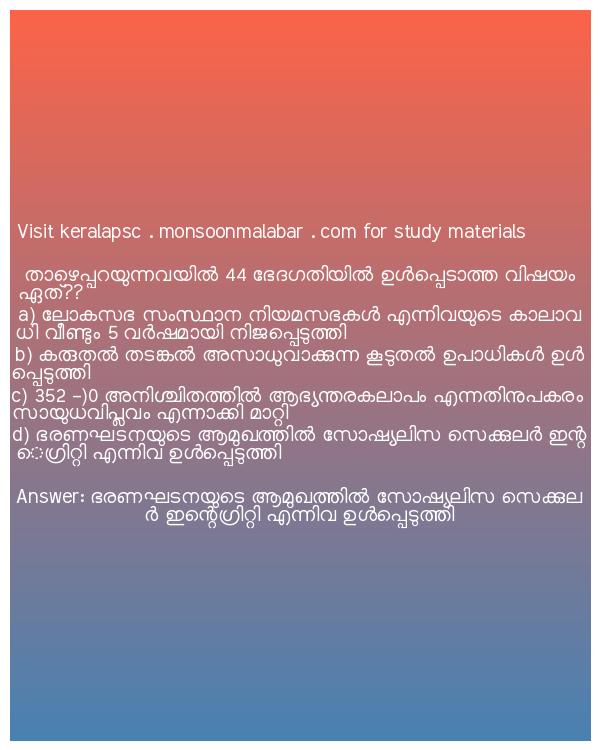 Visit keralapsc . monsoonmalabar . com for study materials
താഴെപ്പറയുന്നവയിൽ 44 ഭേദഗതിയിൽ ഉൾപ്പെടാത്ത വിഷയം
ഏത്??
a) ലോകസഭ സംസ്ഥാന നിയമസഭകൾ എന്നിവയുടെ കാലാവ
ധി വീണ്ടും 5 വർഷമായി നിജപ്പെടുത്തി
b) കരുതൽ തടങ്കൽ അസാധുവാക്കുന്ന കൂടുതൽ ഉപാധികൾ ഉൾ
പ്പെടുത്തി
c) 352 -)0 അനിശ്ചിതത്തിൽ ആഭ്യന്തരകലാപം എന്നതിനുപകരം
സായുധവിപ്ലവം എന്നാക്കി മാറ്റി
d) ഭരണഘടനയുടെ ആമുഖത്തിൽ സോഷ്യലിസ സെക്കുലർ ഇന്റ
െഗ്രിറ്റി എന്നിവ ഉൾപ്പെടുത്തി
Answer: ഭരണഘടനയുടെ ആമുഖത്തിൽ സോഷ്യലിസ സെക്കുല
ർ ഇന്റെഗ്രിറ്റി എന്നിവ ഉൾപ്പെടുത്തി